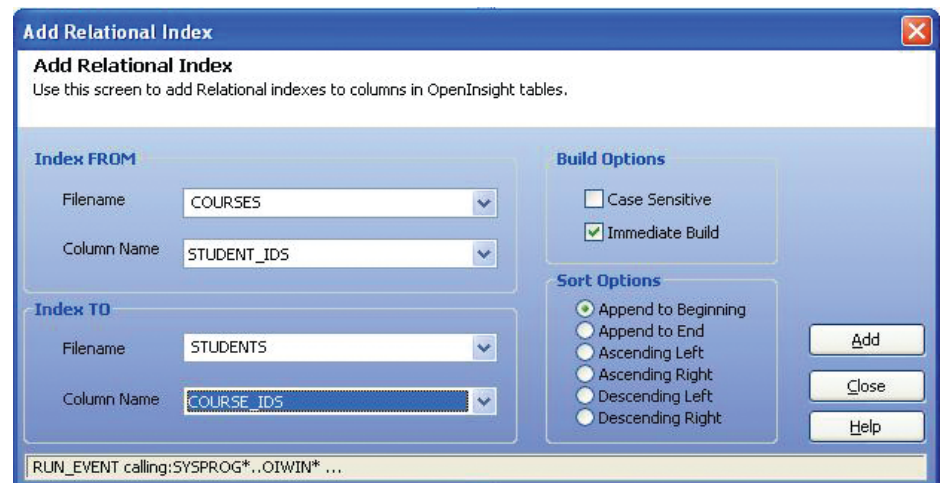 Add Relational Index
Add Relational Index
Use this screen to add Relational indexes to columns in OpenInsight tables.
Index FROM
Filename
COURSES
Column Name
STUDENT_IDS
Index TO
Filename
STUDENTS
Column Name
COURSE_IDS
Build Options
Case Sensitive
Immediate Build
Sort Options
Append to Beginning
Append to End
Ascending Left
Ascending Right
Descending Left
Descending Right
Add
Close
Help
RUN_EVENT calling:SYSPROG*..OIWIN* ...